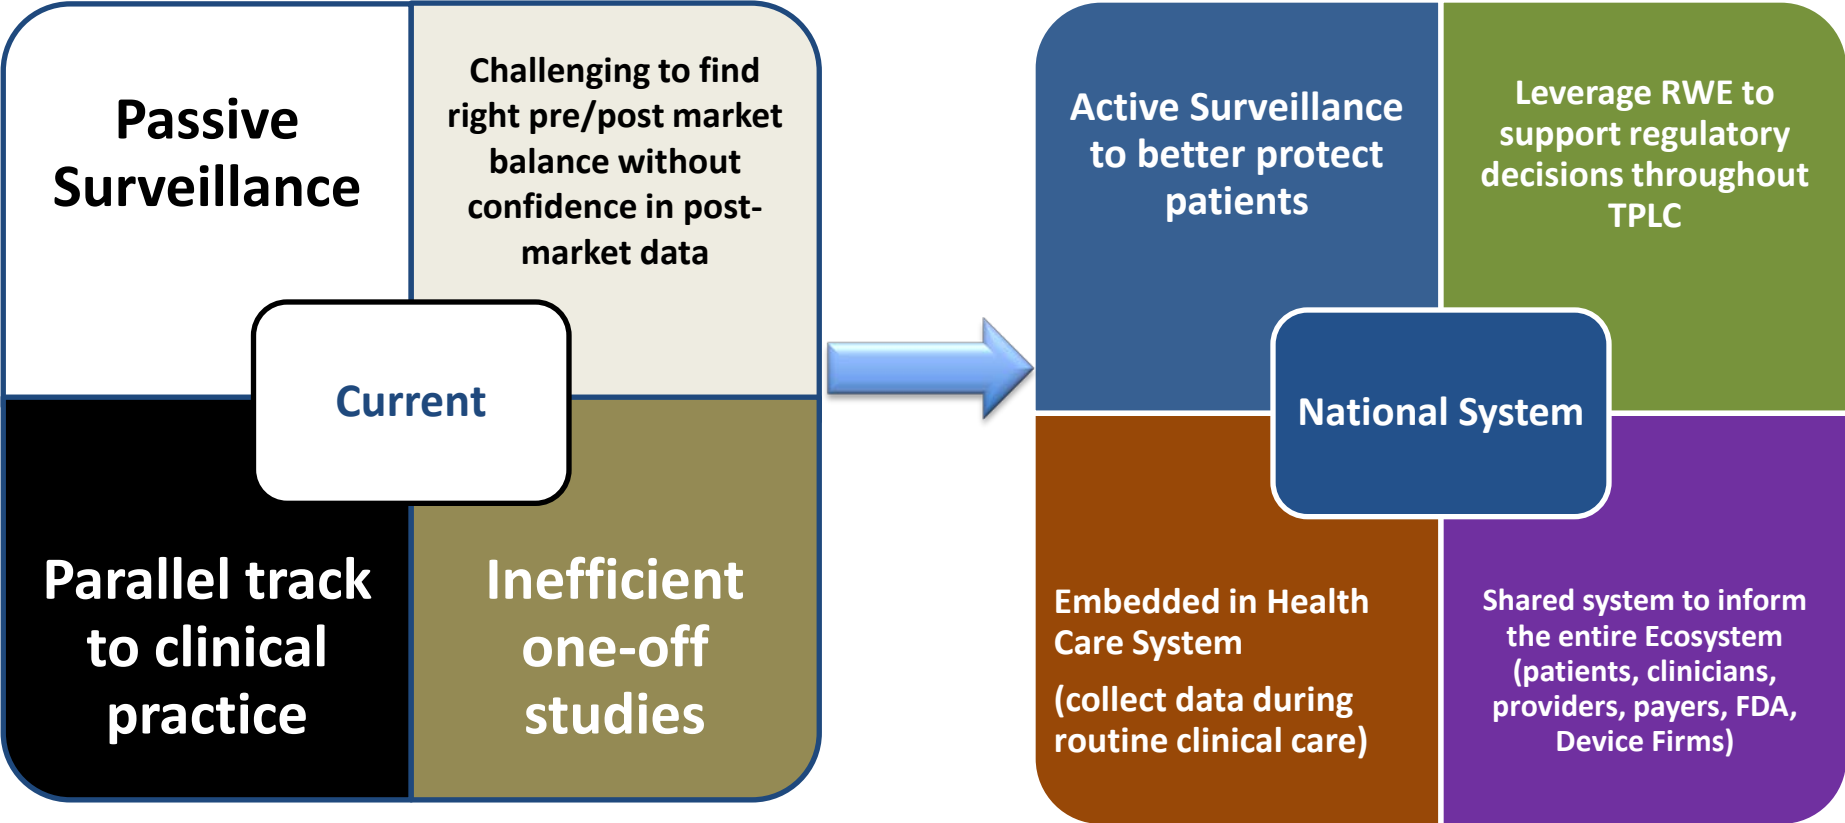 Passive
Surveillance
Challenging to find
right pre/post market
balance without
confidence in post-
market data
Current
Parallel track
to clinical
practice
Inefficient
one-off
studies
Active Surveillance
to better protect
patients
Leverage RWE to
support regulatory
decisions throughout
TPLC
National System
Embedded in Health
Care System
(collect data during
routine clinical care)
Shared system to inform
the entire Ecosystem
(patients, clinicians,
providers, payers, FDA,
Device Firms)